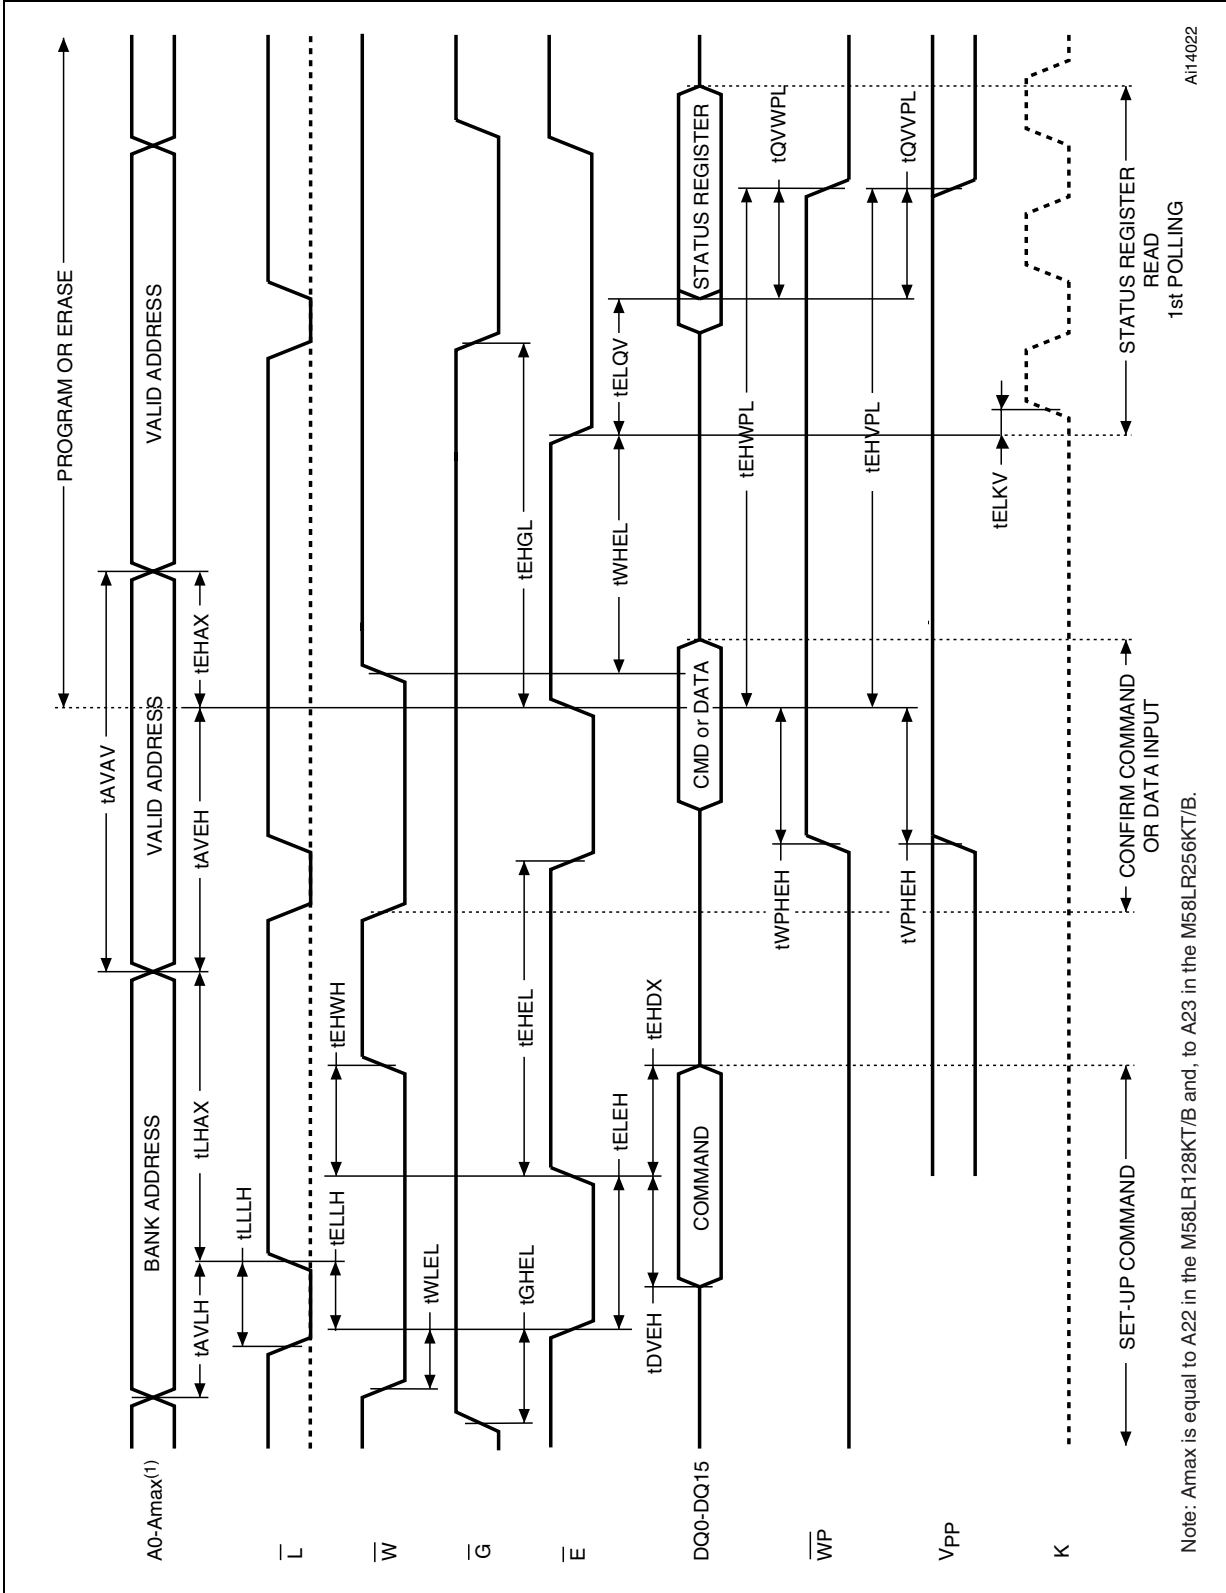 PROGRAM OR ERASE
A0-Amax(1)
BANK ADDRESS
VALID ADDRESS
VALID ADDRESS
tAVAV
tAVLH
tLHAX
tAVEH
tEHAX
tLLLH
L
tELLH
tEHWH
W
tWLEL
G
tGHEL
tEHEL
tEHGL
E
tELEH
tWHEL
tELQV
tDVEH
tEHDX
DQ0-DQ15
COMMAND
CMD or DATA
STATUS REGISTER
tEHWPL
tWPHEH
tQVWPL
WP
tEHVPL
tVPHEH
tQVVPL
VPP
tELKV
K
SET-UP COMMAND
CONFIRM COMMAND
OR DATA INPUT
STATUS REGISTER
READ
1st POLLING
Ai14022
Note: Amax is equal to A22 in the M58LR128KT/B and, to A23 in the M58LR256KT/B.